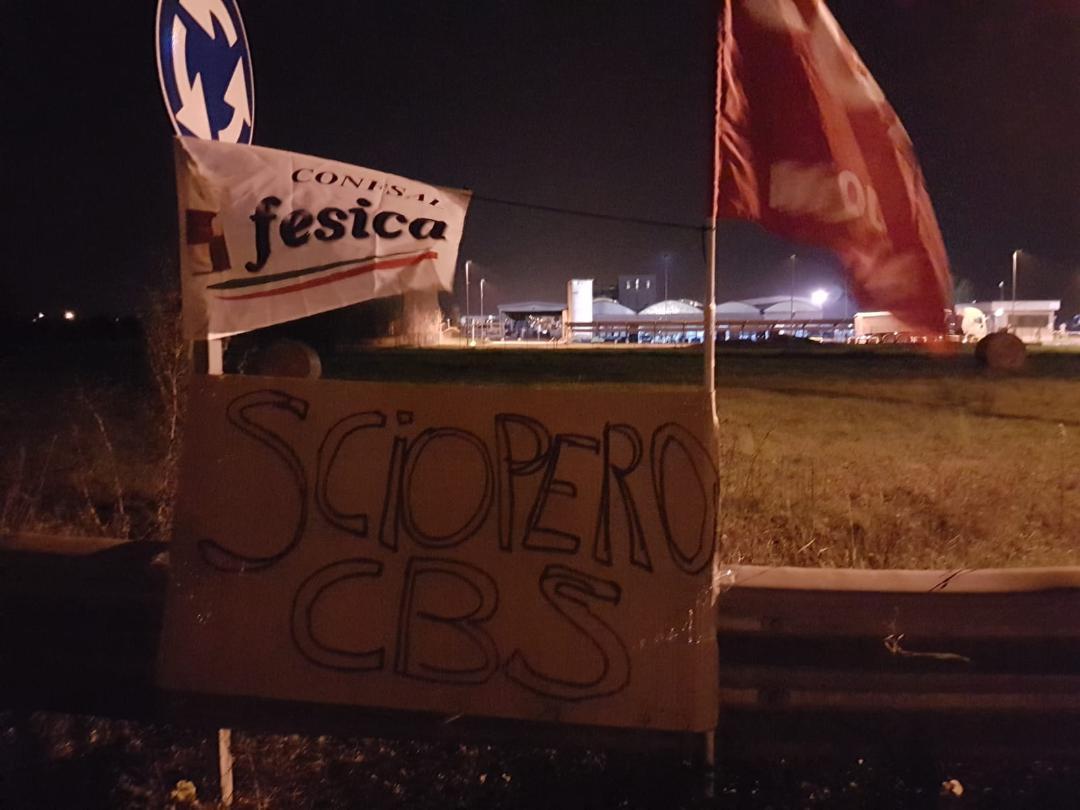 CONFSAL
fesica
SCiOPERO
CBS